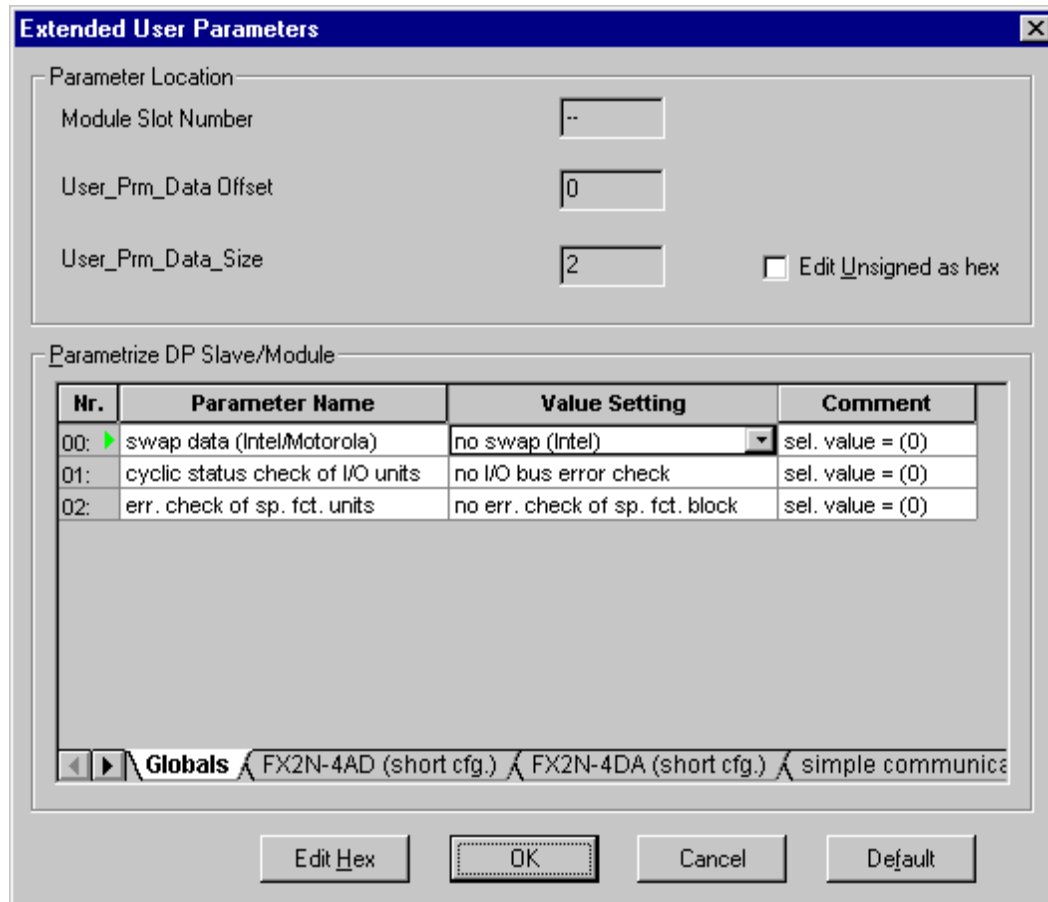 Extended User Parameters
Parameter Location
Module Slot Number --
User_Prm_Data Offset 0
User_Prm_Data_Size 2 Edit Unsigned as hex
Parametrize DP Slave/Module
Nr. Parameter Name Value Setting Comment
00: swap data (Intel/Motorola) no swap (Intel) sel. value = (0)
01: cyclic status check of I/O units no I/O bus error check sel. value = (0)
02: err. check of sp. fct. units no err. check of sp. fct. block sel. value = (0)
Globals FX2N-4AD (short cfg.) FX2N-4DA (short cfg.) simple communica
Edit Hex OK Cancel Default